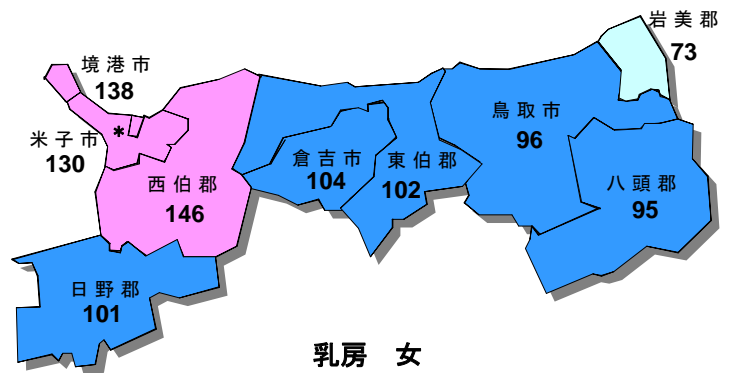 岩美郡
73
境港市
138
鳥取市
96
米子市
130
*
倉吉市
104
東伯郡
102
西伯郡
146
八頭郡
95
日野郡
101
乳房 女